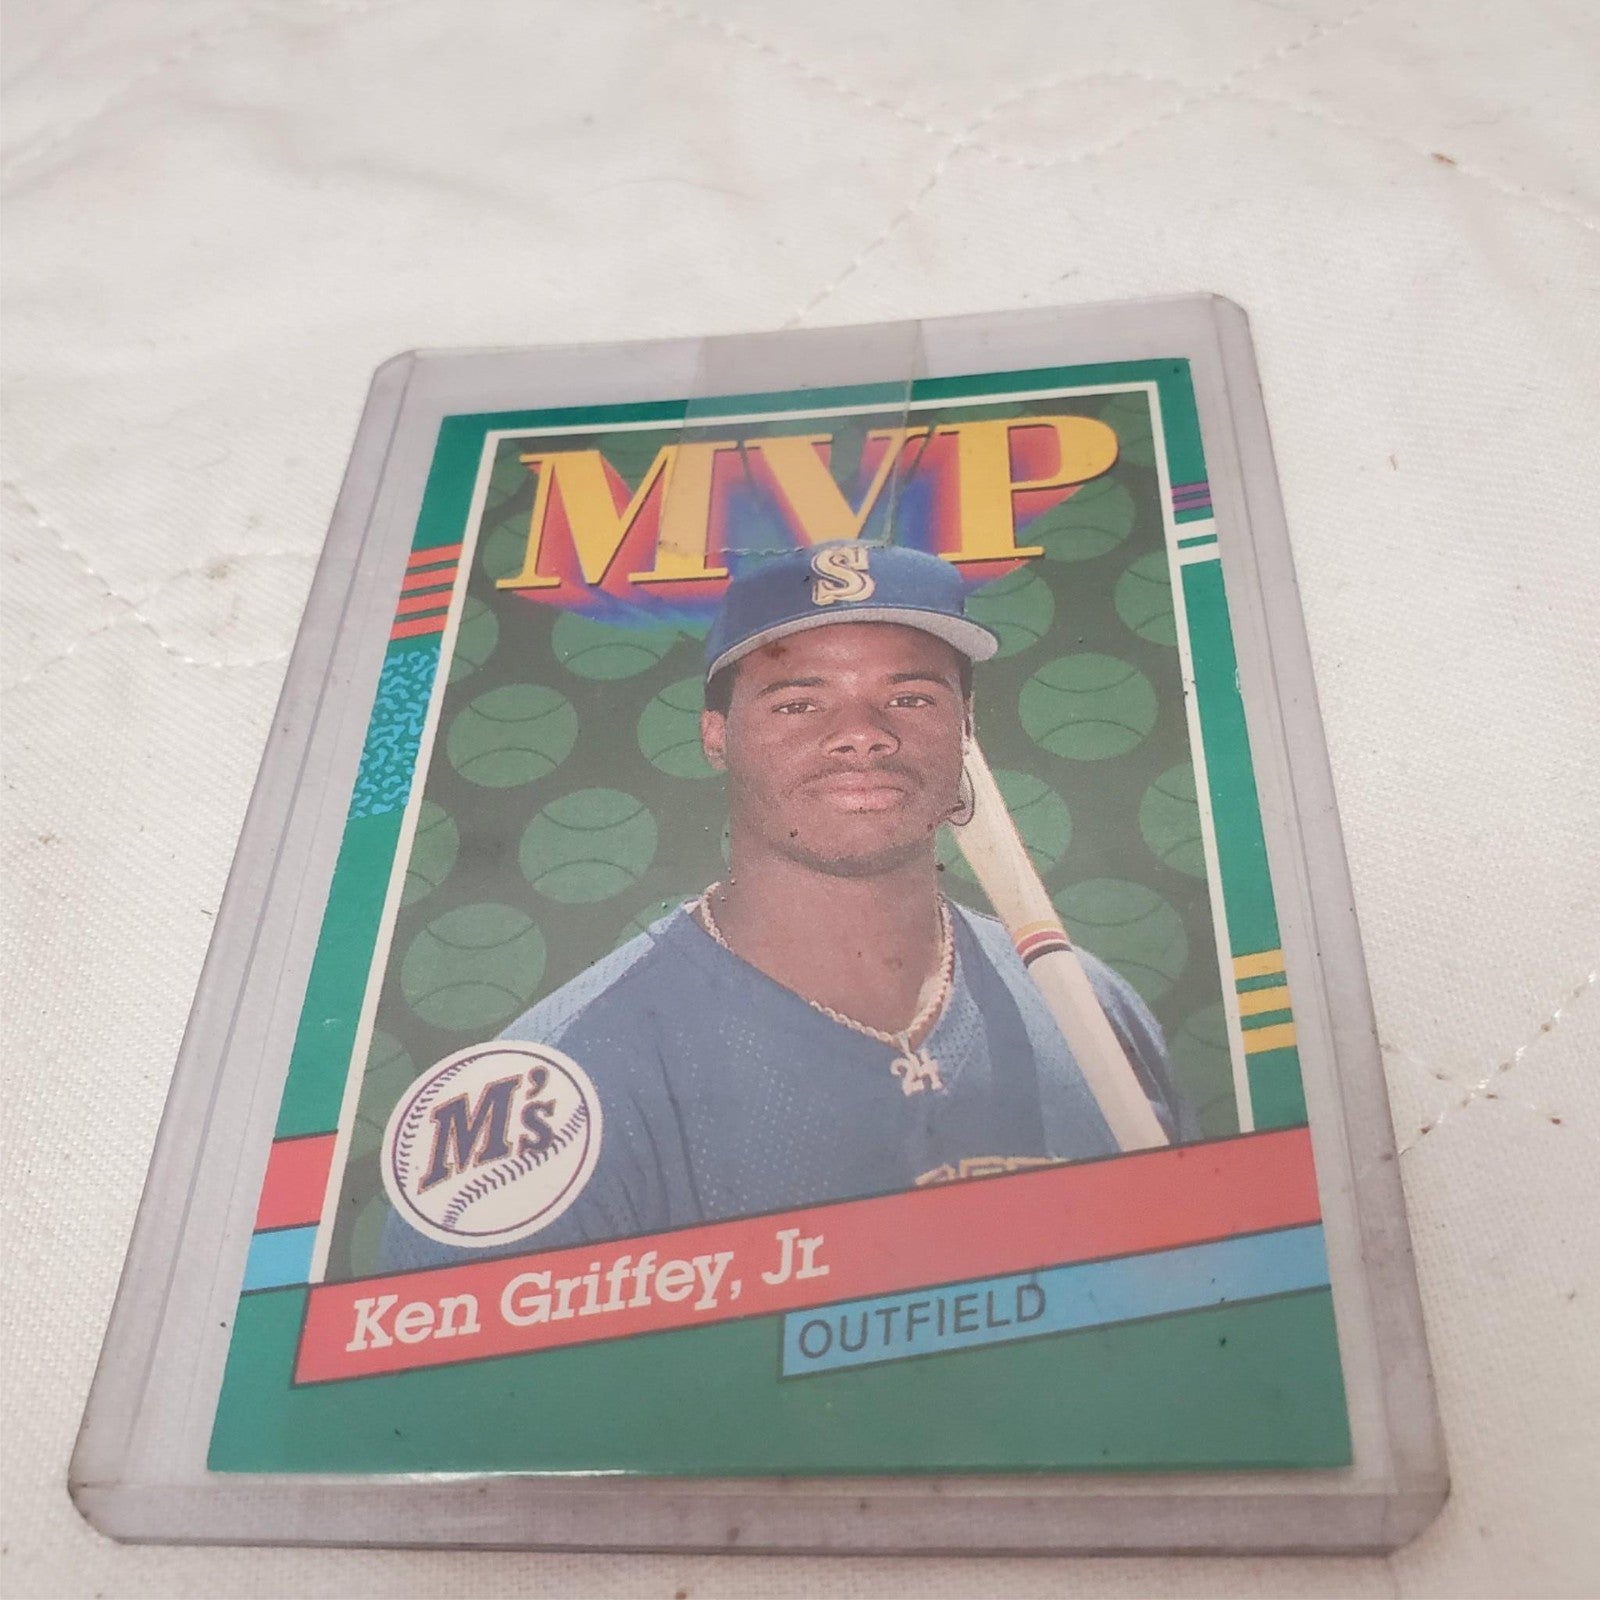 MVP
S
24
M's
Ken Griffey, Jr.
OUTFIELD